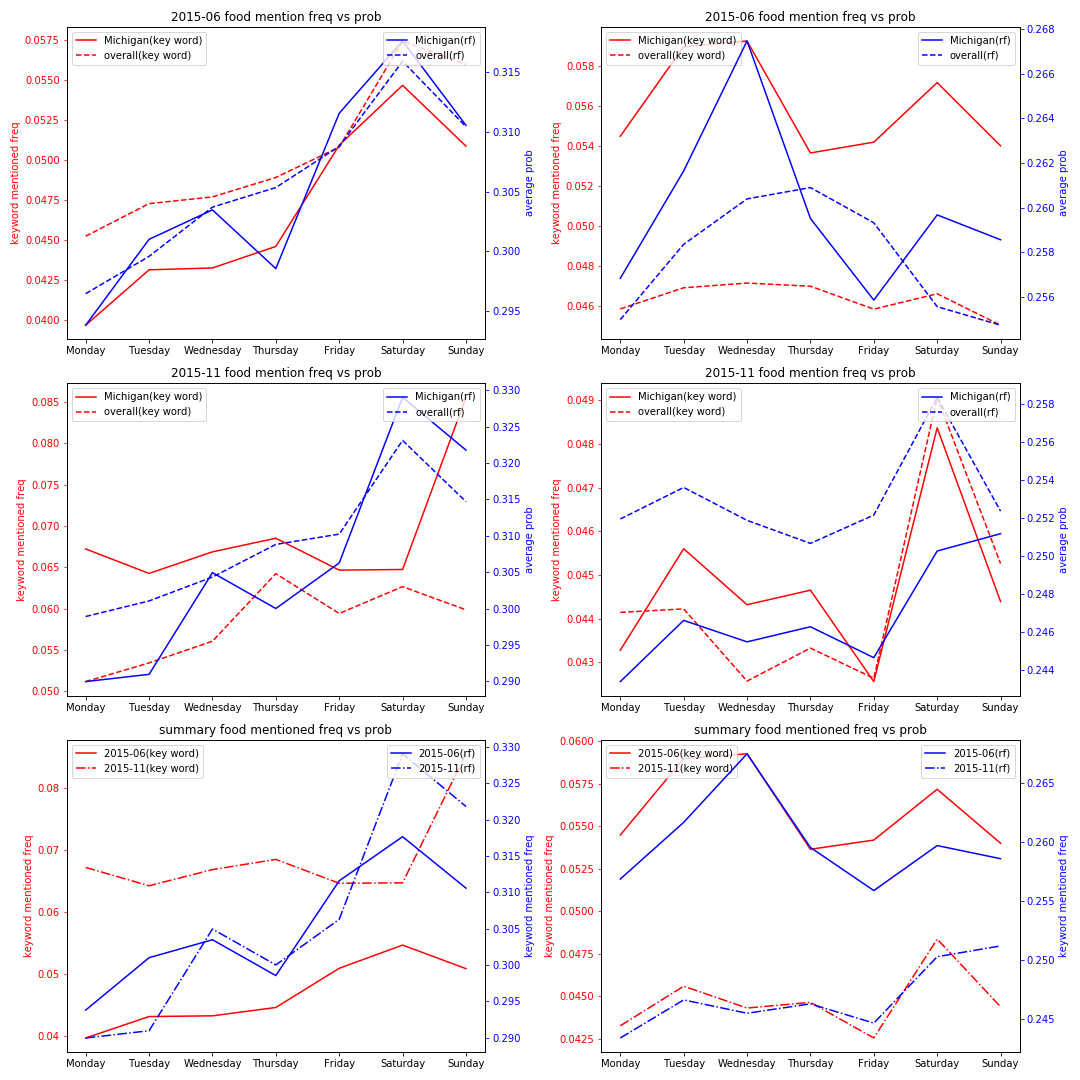 2015-06 food mention freq vs prob
Michigan(key word)
overall(key word)
Michigan(rf)
overall(rf)
0.0575
0.0550
0.0525
0.0500
0.0475
0.0450
0.0425
0.0400
keyword mentioned freq
0.315
0.310
0.305
0.300
0.295
average prob
Monday Tuesday Wednesday Thursday Friday Saturday Sunday
2015-06 food mention freq vs prob
Michigan(key word)
overall(key word)
Michigan(rf)
overall(rf)
0.058
0.056
0.054
0.052
0.050
0.048
0.046
keyword mentioned freq
0.268
0.266
0.264
0.262
0.260
0.258
0.256
average prob
Monday Tuesday Wednesday Thursday Friday Saturday Sunday
2015-11 food mention freq vs prob
Michigan(key word)
overall(key word)
Michigan(rf)
overall(rf)
0.085
0.080
0.075
0.070
0.065
0.060
0.055
0.050
keyword mentioned freq
0.330
0.325
0.320
0.315
0.310
0.305
0.300
0.295
0.290
average prob
Monday Tuesday Wednesday Thursday Friday Saturday Sunday
2015-11 food mention freq vs prob
Michigan(key word)
overall(key word)
Michigan(rf)
overall(rf)
0.049
0.048
0.047
0.046
0.045
0.044
0.043
keyword mentioned freq
0.258
0.256
0.254
0.252
0.250
0.248
0.246
0.244
average prob
Monday Tuesday Wednesday Thursday Friday Saturday Sunday
summary food mentioned freq vs prob
2015-06(key word)
2015-11(key word)
2015-06(rf)
2015-11(rf)
0.08
0.07
0.06
0.05
0.04
keyword mentioned freq
0.330
0.325
0.320
0.315
0.310
0.305
0.300
0.295
0.290
keyword mentioned freq
Monday Tuesday Wednesday Thursday Friday Saturday Sunday
summary food mentioned freq vs prob
2015-06(key word)
2015-11(key word)
2015-06(rf)
2015-11(rf)
0.0600
0.0575
0.0550
0.0525
0.0500
0.0475
0.0450
0.0425
keyword mentioned freq
0.265
0.260
0.255
0.250
0.245
keyword mentioned freq
Monday Tuesday Wednesday Thursday Friday Saturday Sunday